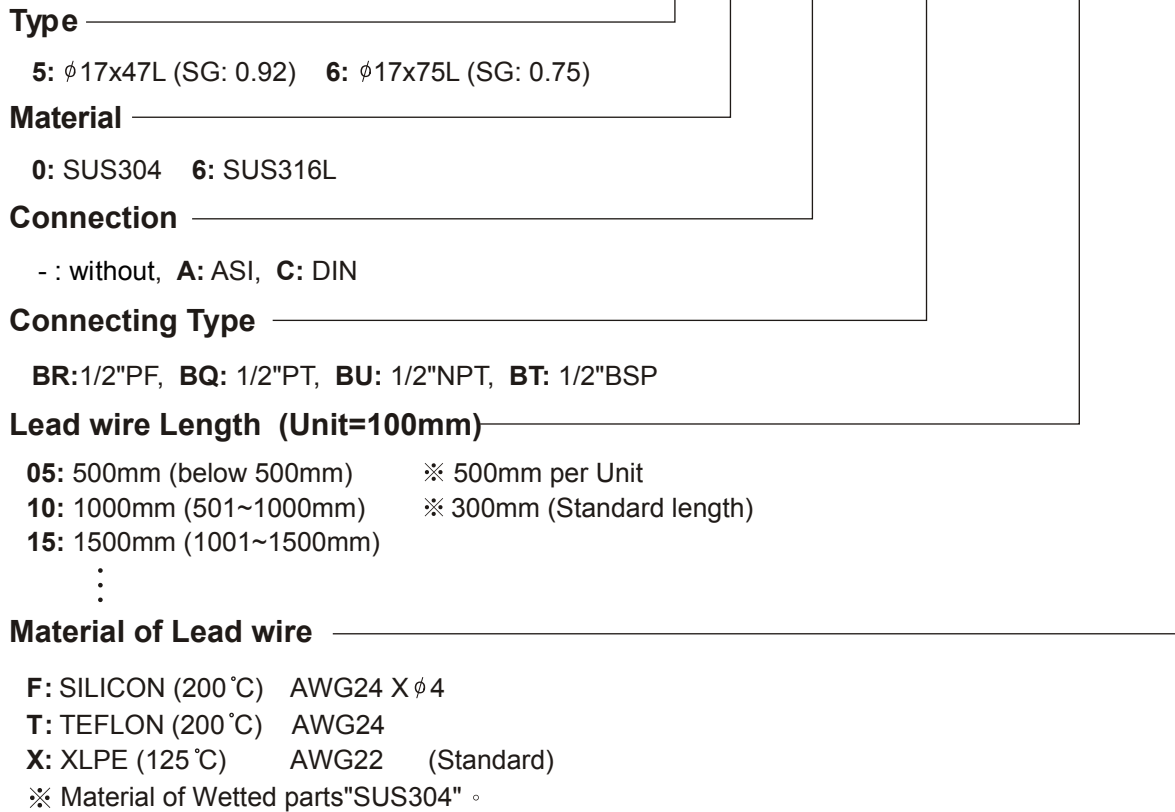 Type
5: ϕ17x47L (SG: 0.92) 6: ϕ17x75L (SG: 0.75)
Material
0: SUS304 6: SUS316L
Connection
- : without, A: ASI, C: DIN
Connecting Type
BR:1/2"PF, BQ: 1/2"PT, BU: 1/2"NPT, BT: 1/2"BSP
Lead wire Length (Unit=100mm)
05: 500mm (below 500mm) ※ 500mm per Unit
10: 1000mm (501~1000mm) ※ 300mm (Standard length)
15: 1500mm (1001~1500mm)
⋮
Material of Lead wire
F: SILICON (200℃) AWG24 X ϕ4
T: TEFLON (200℃) AWG24
X: XLPE (125℃) AWG22 (Standard)
※ Material of Wetted parts"SUS304"。